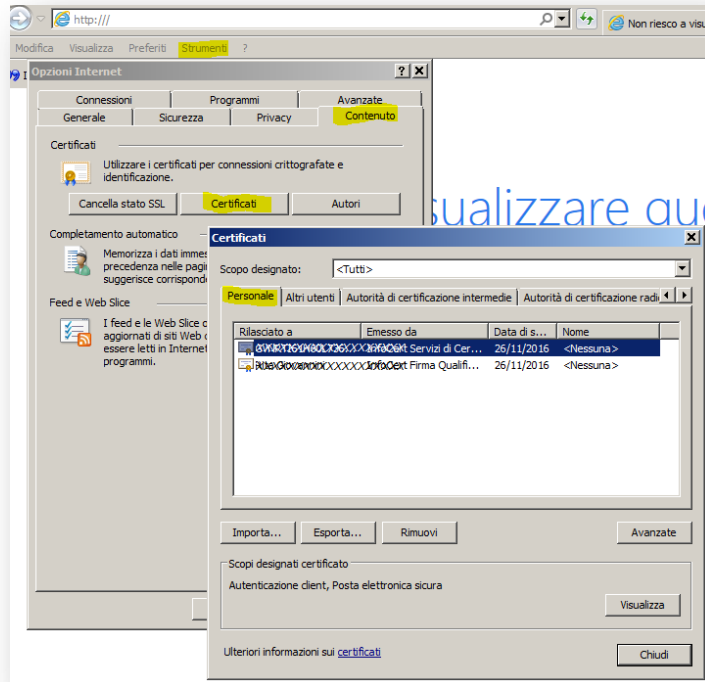 http:///
Non riesco a visu
Modifica Visualizza Preferiti Strumenti ?
Opzioni Internet
Connessioni Programmi Avanzate
Generale Sicurezza Privacy Contenuto
Certificati
Utilizzare i certificati per connessioni crittografate e
identificazione.
Cancella stato SSL Certificati Autori
sualizzare que
Completamento automatico
Memorizza i dati immes
precedenza nelle pagin
suggerisce corrisponde
Feed e Web Slice
I feed e le Web Slice c
aggiornati di siti Web c
essere letti in Internet
programmi.
Certificati
Scopo designato: <Tutti>
Personale Altri utenti Autorità di certificazione intermedie Autorità di certificazione radi
Rilasciato a Emesso da Data di s... Nome
InfoCert Servizi di Cer... 26/11/2016 <Nessuna>
InfoCert Firma Qualifi... 26/11/2016 <Nessuna>
Importa... Esporta... Rimuovi Avanzate
Scopi designati certificato
Autenticazione client, Posta elettronica sicura
Visualizza
Ulteriori informazioni sui certificati
Chiudi